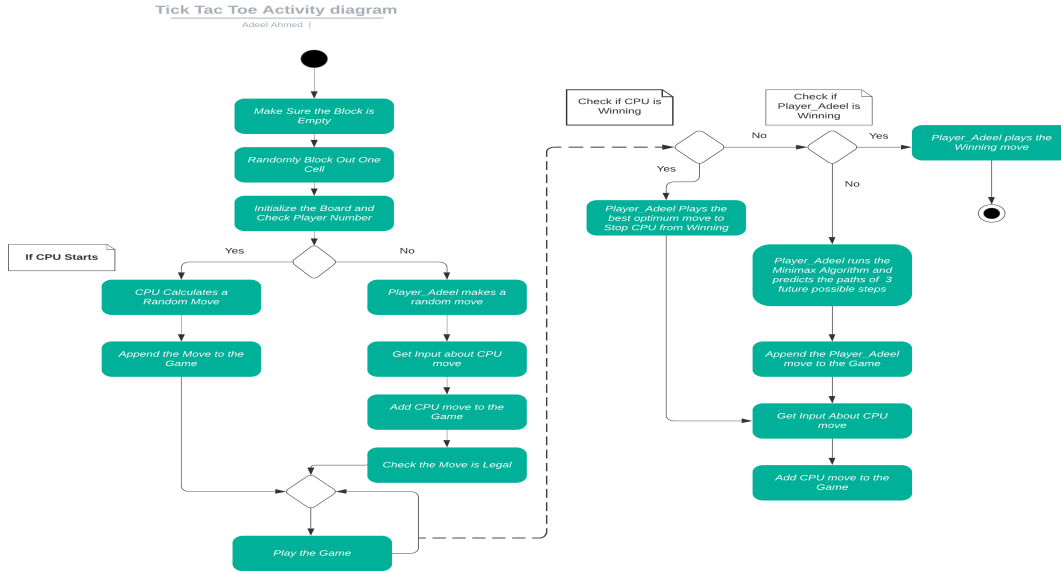 Tick Tac Toe Activity diagram
Adeel Ahmed |
Make Sure the Block is
Empty
Randomly Block Out One
Cell
Initialize the Board and
Check Player Number
If CPU Starts
Yes
No
CPU Calculates a
Random Move
Player_Adeel makes a
random move
Append the Move to the
Game
Get Input about CPU
move
Add CPU move to the
Game
Check the Move is Legal
Play the Game
Check if CPU is
Winning
Check if
Player_Adeel is
Winning
No
Yes
Player_Adeel plays the
Winning move
Yes
No
Player_Adeel Plays the
best optimum move to
Stop CPU from Winning
Player_Adeel runs the
Minimax Algorithm and
predicts the paths of 3
future possible steps
Append the Player_Adeel
move to the Game
Get Input About CPU
move
Add CPU move to the
Game